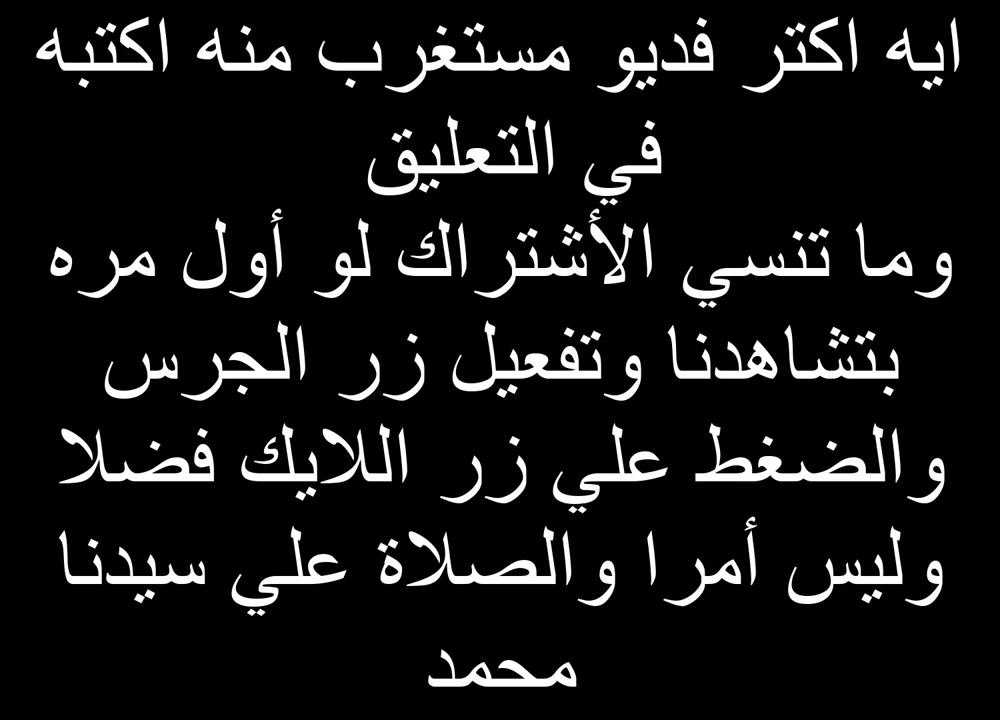 ايه اكتر فديو مستغرب منه اكتبه
في التعليق
وما تنسي الأشتراك لو أول مره
بتشاهدنا وتفعيل زر الجرس
والضغط علي زر اللايك فضلا
وليس أمرا والصلاة علي سيدنا
محمد